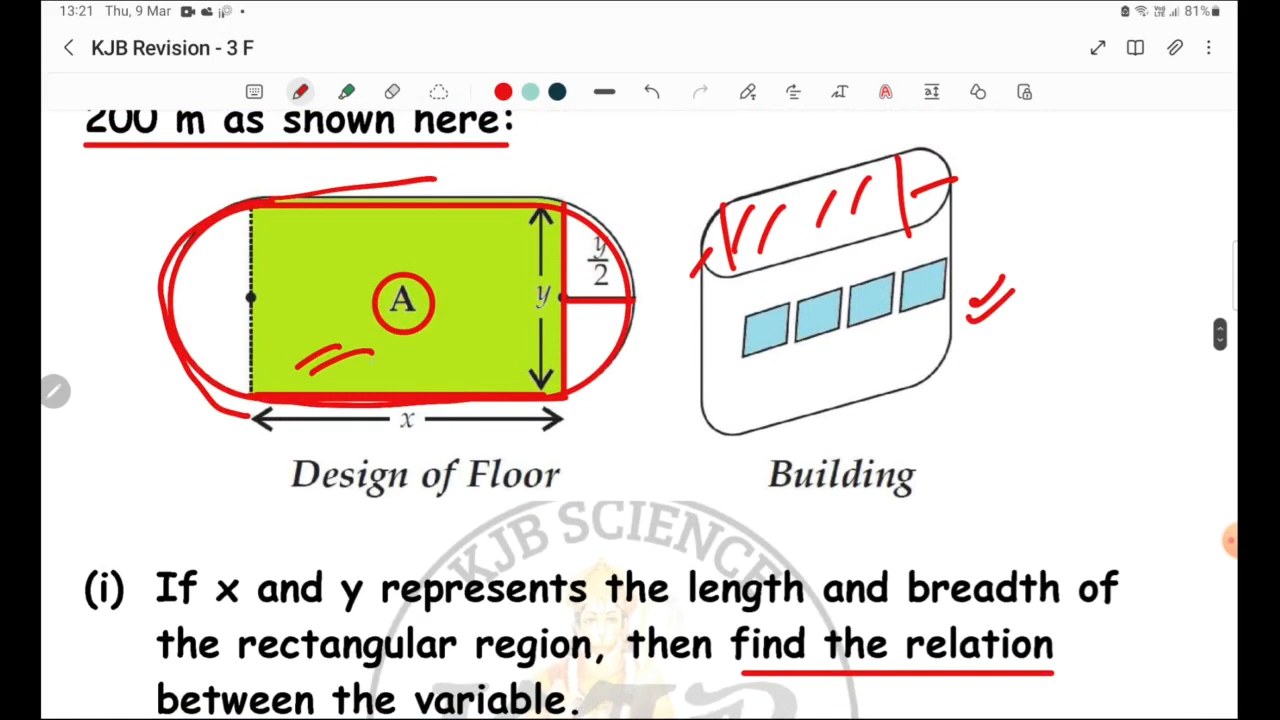 13:21 Thu, 9 Mar
81%
KJB Revision - 3 F
200 m as shown here:
A
y
y
2
x
Design of Floor
Building
KJB SCIENCE
(i) If x and y represents the length and breadth of
the rectangular region, then find the relation
between the variable.